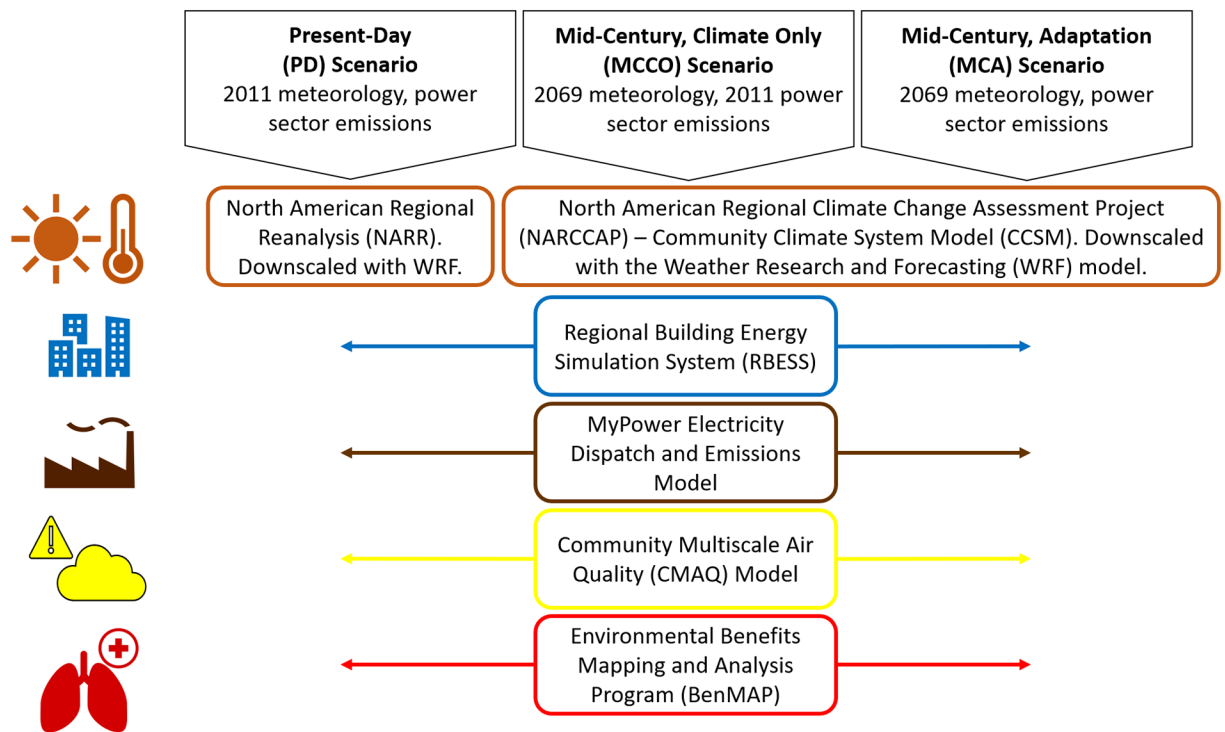 Present-Day
(PD) Scenario
2011 meteorology, power
sector emissions
Mid-Century, Climate Only
(MCCO) Scenario
2069 meteorology, 2011 power
sector emissions
Mid-Century, Adaptation
(MCA) Scenario
2069 meteorology, power
sector emissions
North American Regional
Reanalysis (NARR).
Downscaled with WRF.
North American Regional Climate Change Assessment Project
(NARCCAP) – Community Climate System Model (CCSM). Downscaled
with the Weather Research and Forecasting (WRF) model.
Regional Building Energy
Simulation System (RBESS)
MyPower Electricity
Dispatch and Emissions
Model
Community Multiscale Air
Quality (CMAQ) Model
Environmental Benefits
Mapping and Analysis
Program (BenMAP)